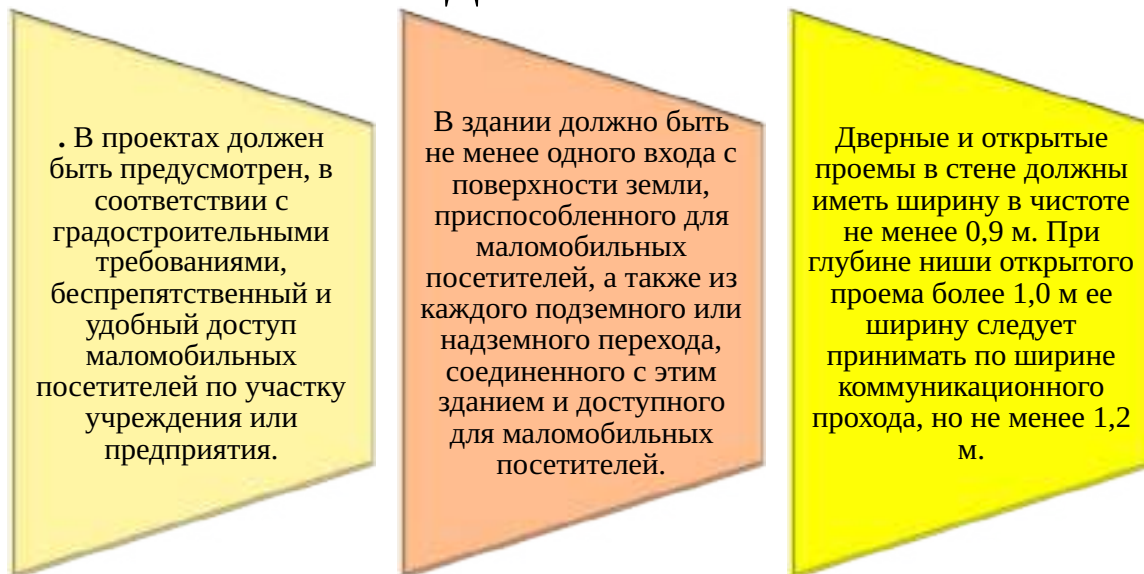 . В проектах должен
быть предусмотрен, в
соответствии с
градостроительными
требованиями,
беспрепятственный и
удобный доступ
маломобильных
посетителей по участку
учреждения или
предприятия.
В здании должно быть
не менее одного входа с
поверхности земли,
приспособленного для
маломобильных
посетителей, а также из
каждого подземного или
надземного перехода,
соединенного с этим
зданием и доступного
для маломобильных
посетителей.
Дверные и открытые
проемы в стене должны
иметь ширину в чистоте
не менее 0,9 м. При
глубине ниши открытого
проема более 1,0 м ее
ширину следует
принимать по ширине
коммуникационного
прохода, но не менее 1,2
м.